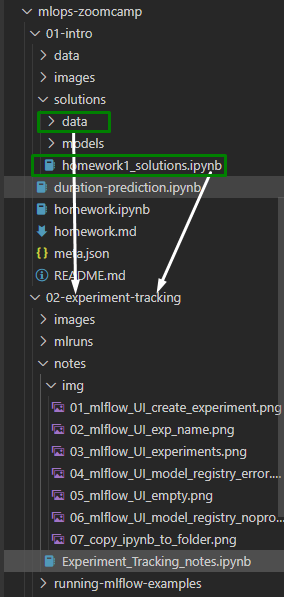 mlops-zoomcamp
01-intro
data
images
solutions
data
models
homework1_solutions.ipynb
duration-prediction.ipynb
homework.ipynb
homework.md
meta.json
README.md
02-experiment-tracking
images
mlruns
notes
img
01_mlflow_UI_create_experiment.png
02_mlflow_UI_exp_name.png
03_mlflow_UI_experiments.png
04_mlflow_UI_model_registry_error....
05_mlflow_UI_empty.png
06_mlflow_UI_model_registry_nopro...
07_copy_ipynb_to_folder.png
Experiment_Tracking_notes.ipynb
running-mlflow-examples